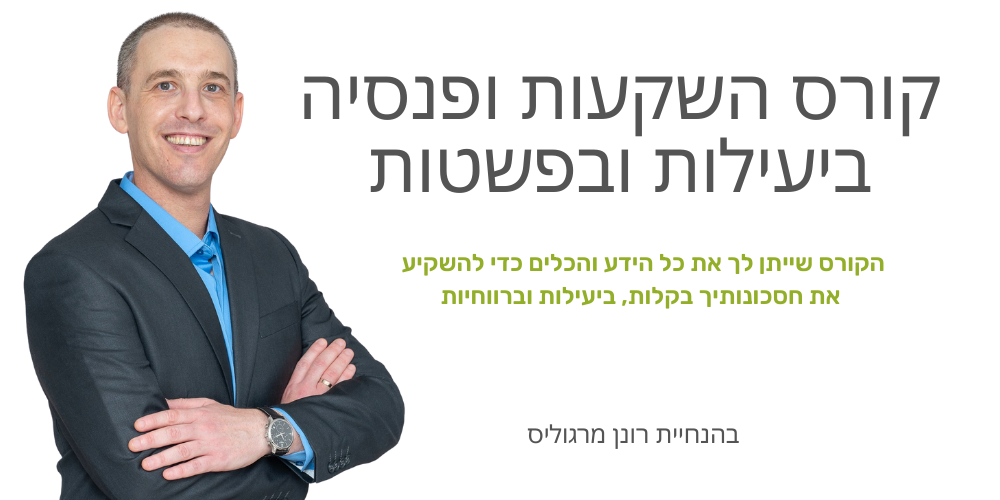 קורס השקעות ופנסיה
ביעילות ובפשטות
הקורס שייתן לך את כל הידע והכלים כדי להשקיע
את חסכונותיך בקלות, ביעילות וברווחיות
בהנחיית רונן מרגוליס